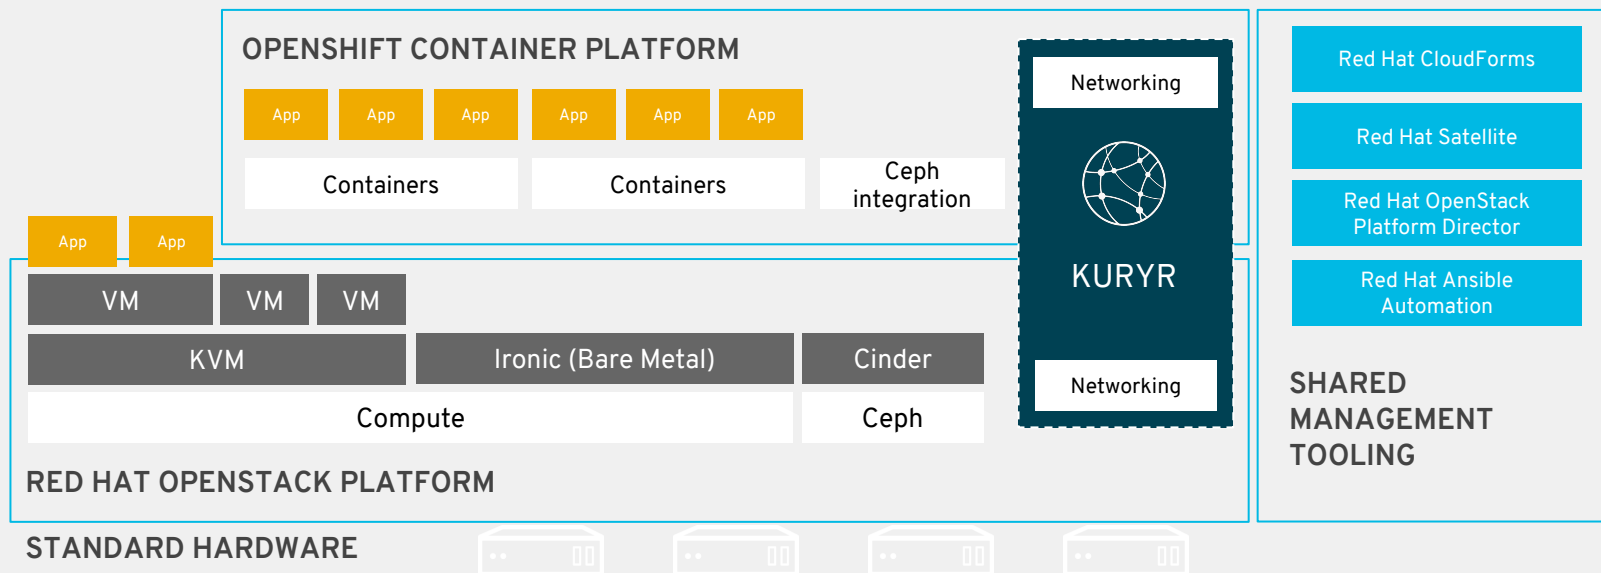 OPENSHIFT CONTAINER PLATFORM
App
App
App
App
App
App
Containers
Containers
Ceph
integration
Networking
KURYR
Networking
App
App
VM
VM
VM
KVM
Ironic (Bare Metal)
Cinder
Compute
Ceph
RED HAT OPENSTACK PLATFORM
STANDARD HARDWARE
Red Hat CloudForms
Red Hat Satellite
Red Hat OpenStack
Platform Director
Red Hat Ansible
Automation
SHARED
MANAGEMENT
TOOLING